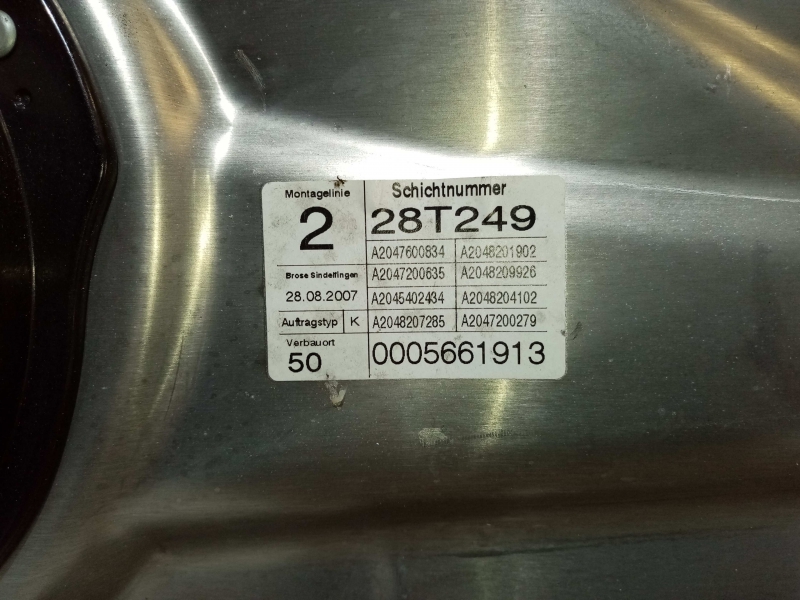 Montagelinie
Schichtnummer
2
28T249
A2047600834 A2048201902
Brose Sindelfingen
A2047200635 A2048209926
28.08.2007
A2045402434 A2048204102
Auftragstyp K
A2048207285 A2047200279
Verbauort
50
0005661913